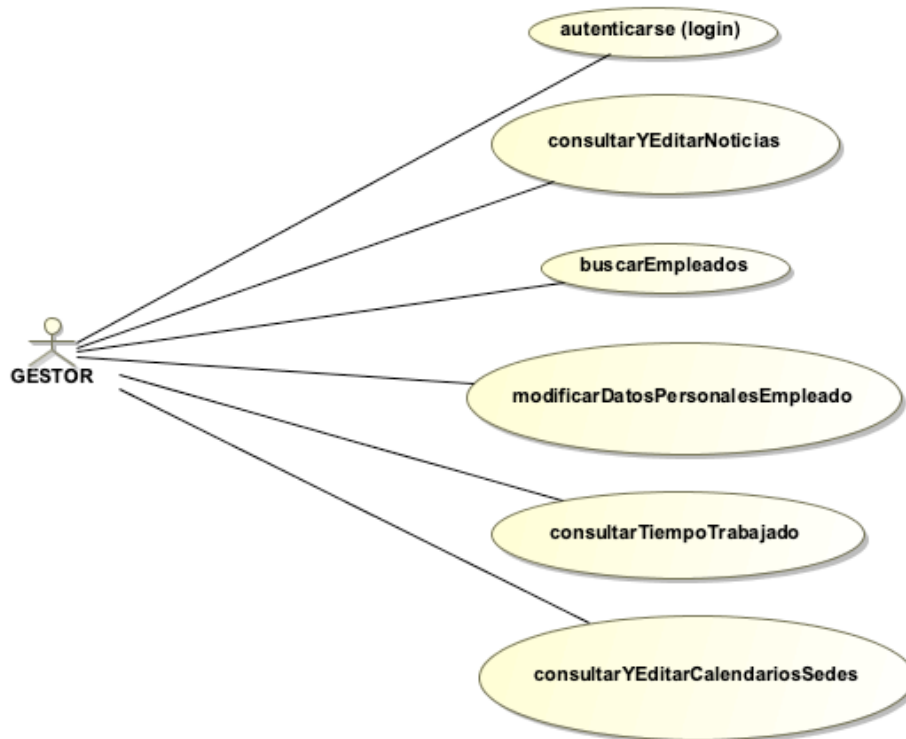 autenticarse (login)
consultarYEditarNoticias
buscarEmpleados
GESTOR
modificarDatosPersonalesEmpleado
consultarTiempoTrabajado
consultarYEditarCalendariosSedes